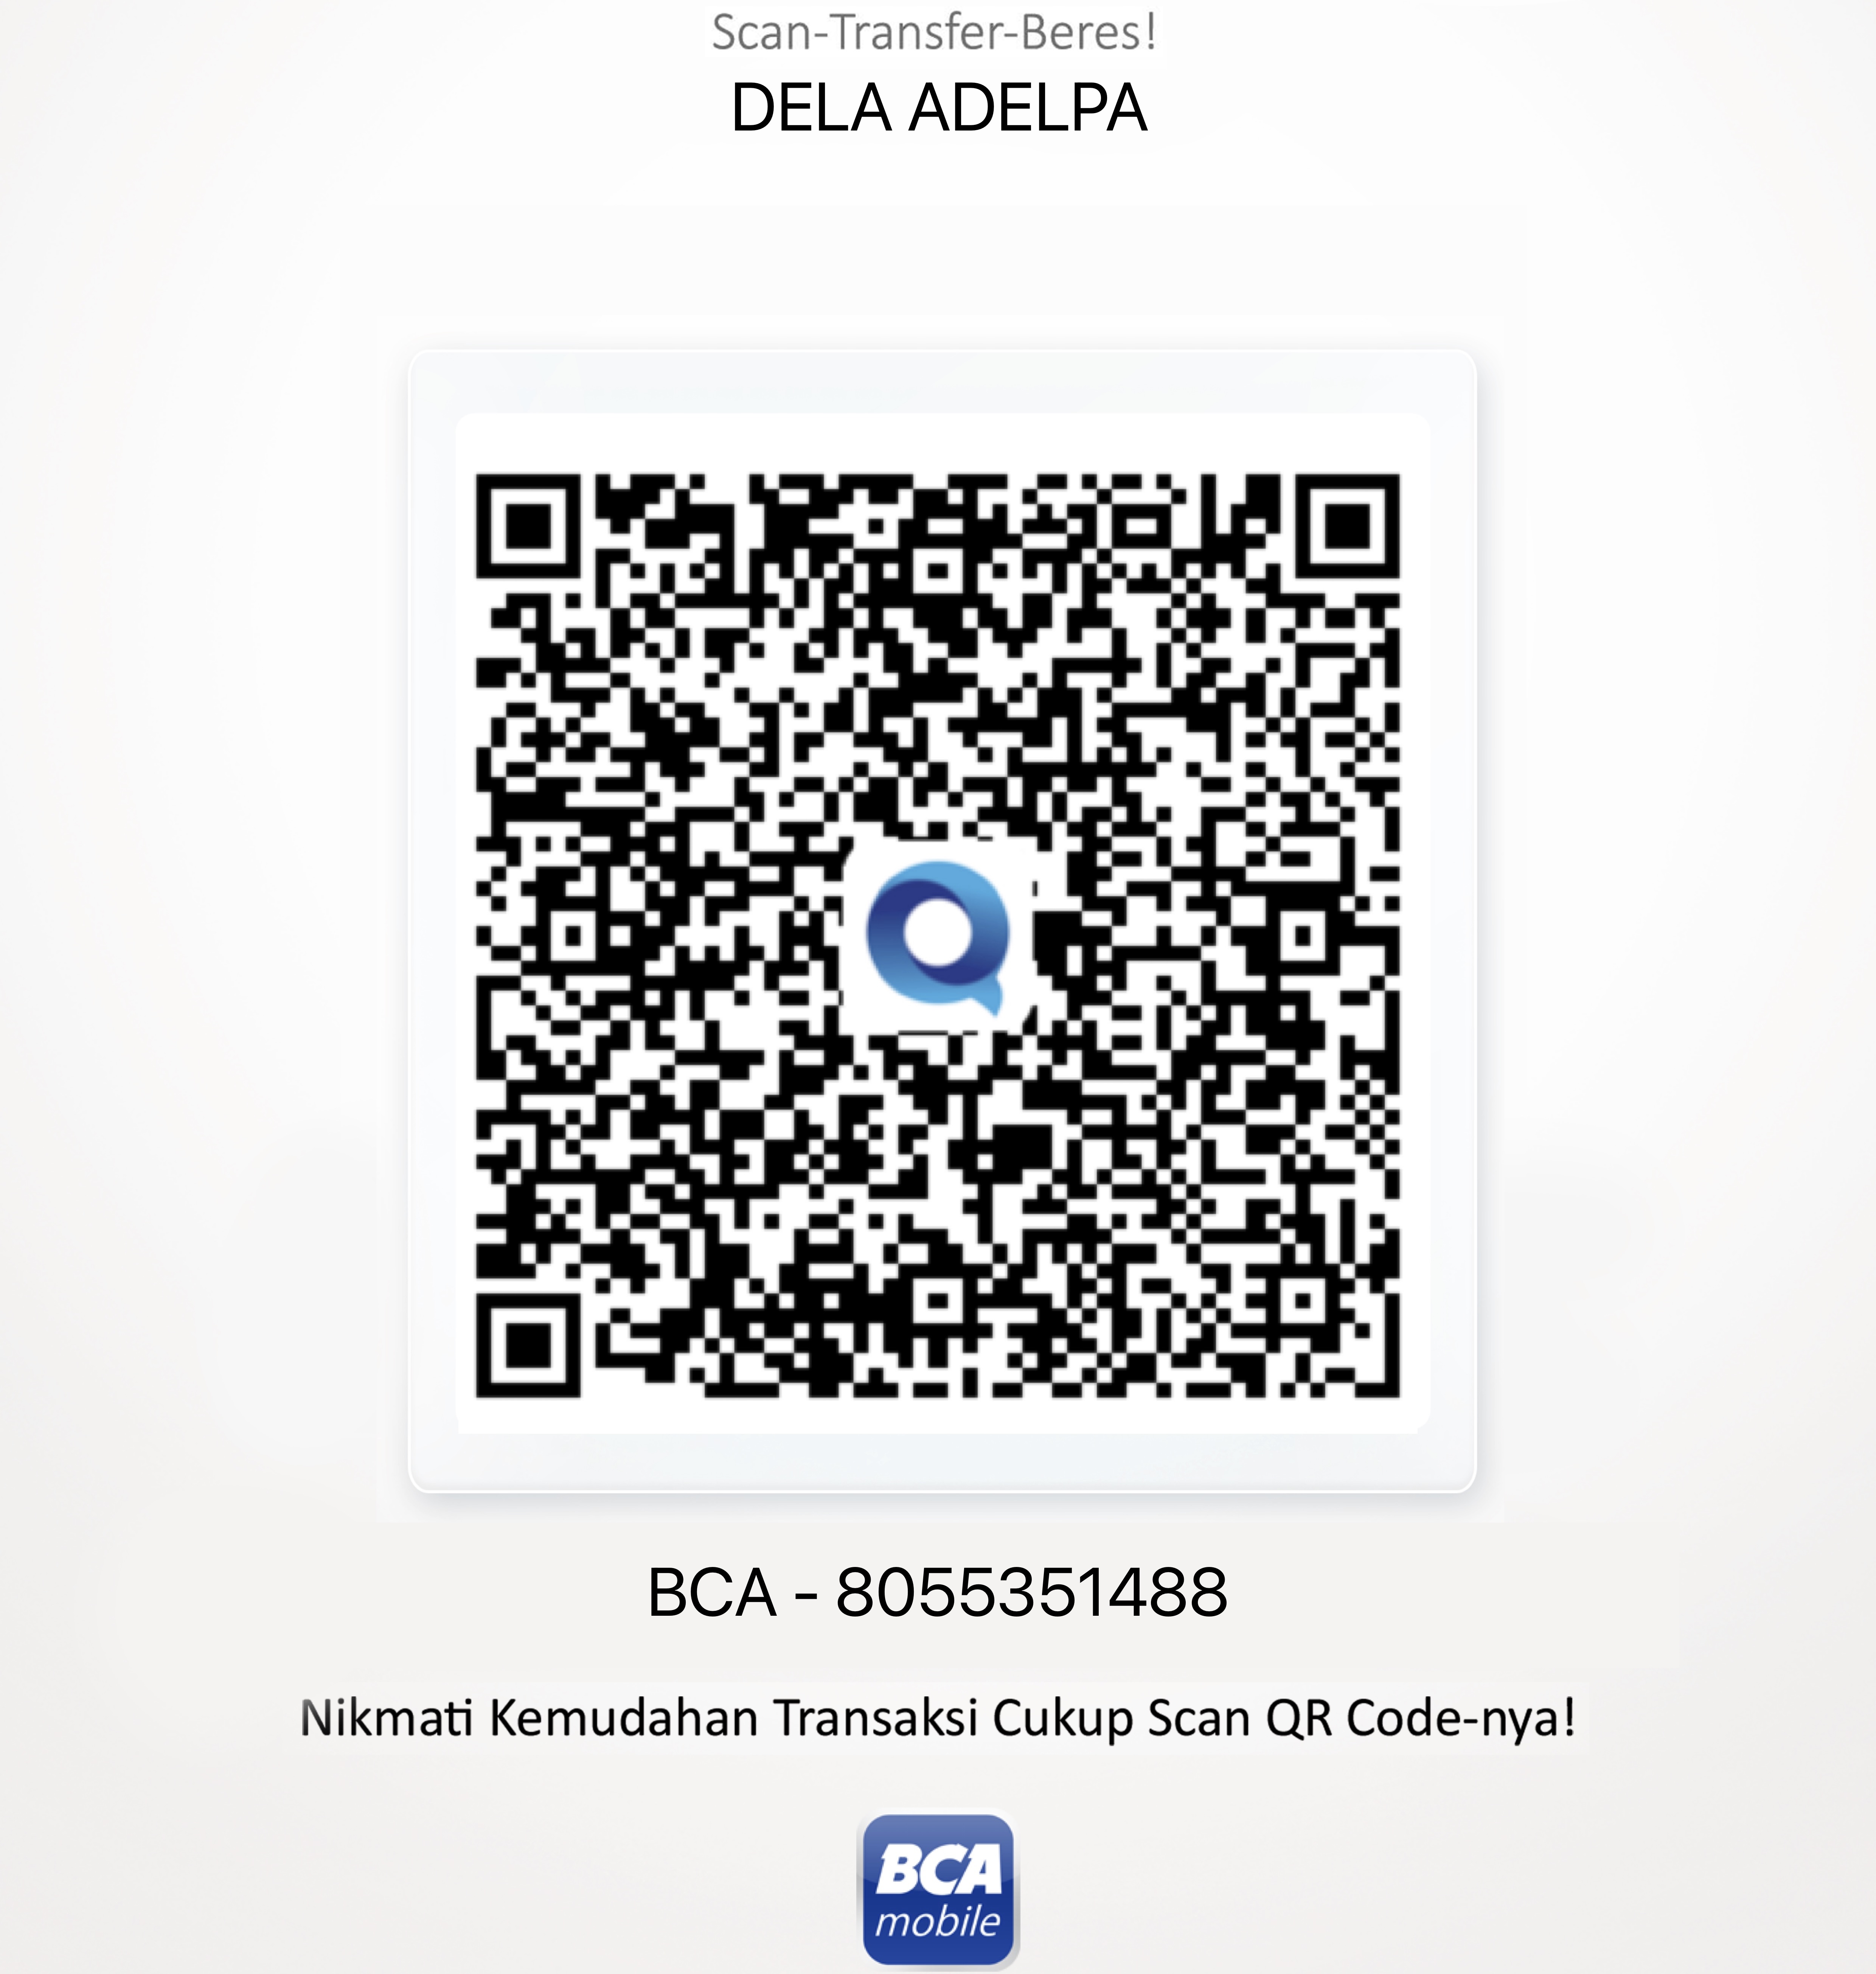 Scan-Transfer-Beres!
DELA ADELPA
BCA - 8055351488
Nikmati Kemudahan Transaksi Cukup Scan QR Code-nya!
BCA
mobile